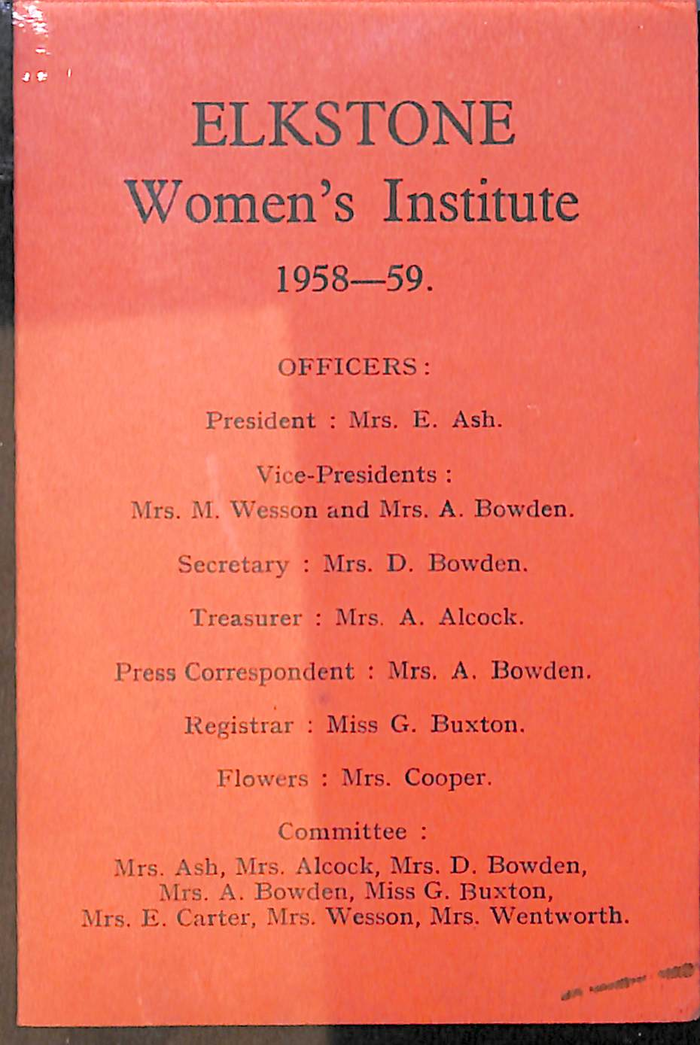 ELKSTONE
Women's Institute
1958—59.
OFFICERS :
President : Mrs. E. Ash.
Vice-Presidents :
Mrs. M. Wesson and Mrs. A. Bowden.
Secretary : Mrs. D. Bowden.
Treasurer : Mrs. A. Alcock.
Press Correspondent : Mrs. A. Bowden.
Registrar : Miss G. Buxton.
Flowers : Mrs. Cooper.
Committee :
Mrs. Ash, Mrs. Alcock, Mrs. D. Bowden,
Mrs. A. Bowden, Miss G. Buxton,
Mrs. E. Carter, Mrs. Wesson, Mrs. Wentworth.